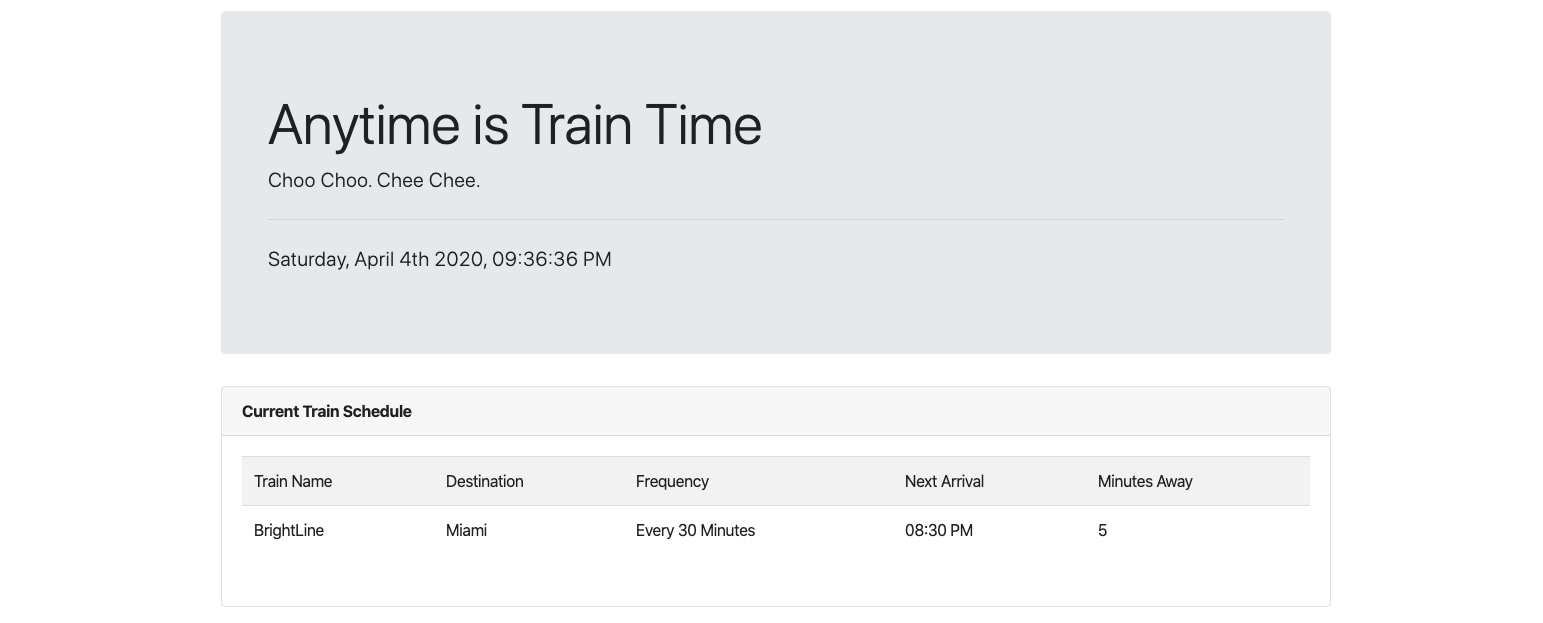 Anytime is Train Time
Choo Choo. Chee Chee.
Saturday, April 4th 2020, 09:36:36 PM
Current Train Schedule
Train Name Destination Frequency Next Arrival Minutes Away
BrightLine Miami Every 30 Minutes 08:30 PM 5